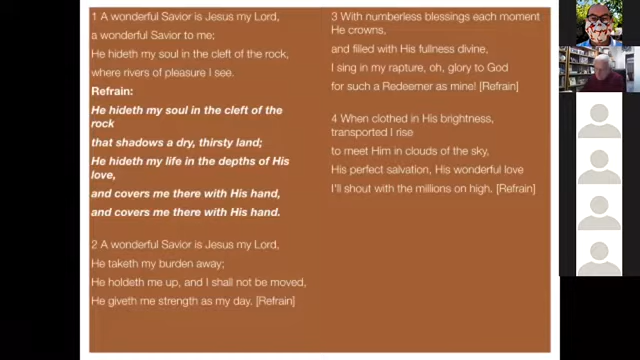 1 A wonderful Savior is Jesus my Lord,
a wonderful Savior to me;
He hideth my soul in the cleft of the rock,
where rivers of pleasure I see.
Refrain:
He hideth my soul in the cleft of the
rock
that shadows a dry, thirsty land;
He hideth my life in the depths of His
love,
and covers me there with His hand,
and covers me there with His hand.
2 A wonderful Savior is Jesus my Lord,
He taketh my burden away;
He holdeth me up, and I shall not be moved,
He giveth me strength as my day. [Refrain]
3 With numberless blessings each moment
He crowns,
and filled with His fullness divine,
I sing in my rapture, oh, glory to God
for such a Redeemer as mine! [Refrain]
4 When clothed in His brightness,
transported I rise
to meet Him in clouds of the sky,
His perfect salvation, His wonderful love
I'll shout with the millions on high. [Refrain]